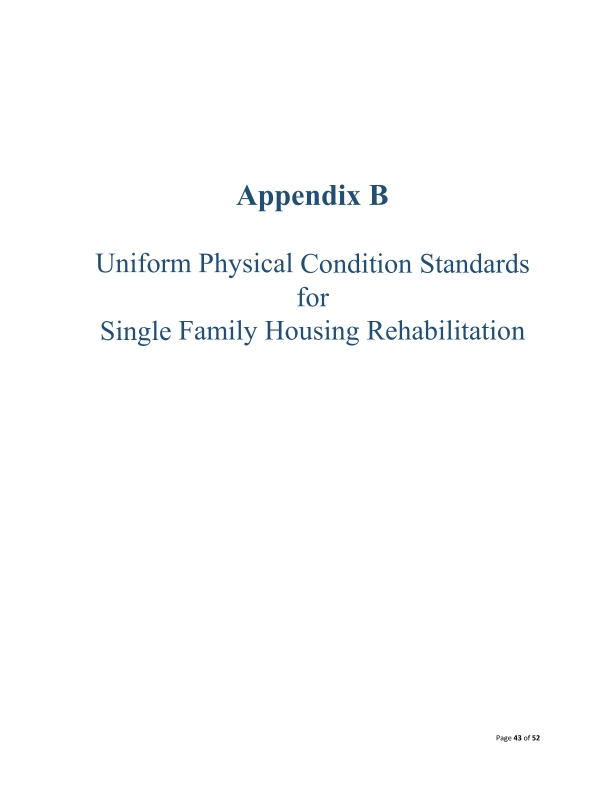 Appendix B
Uniform Physical Condition Standards
for
Single Family Housing Rehabilitation
Page 43 of 52